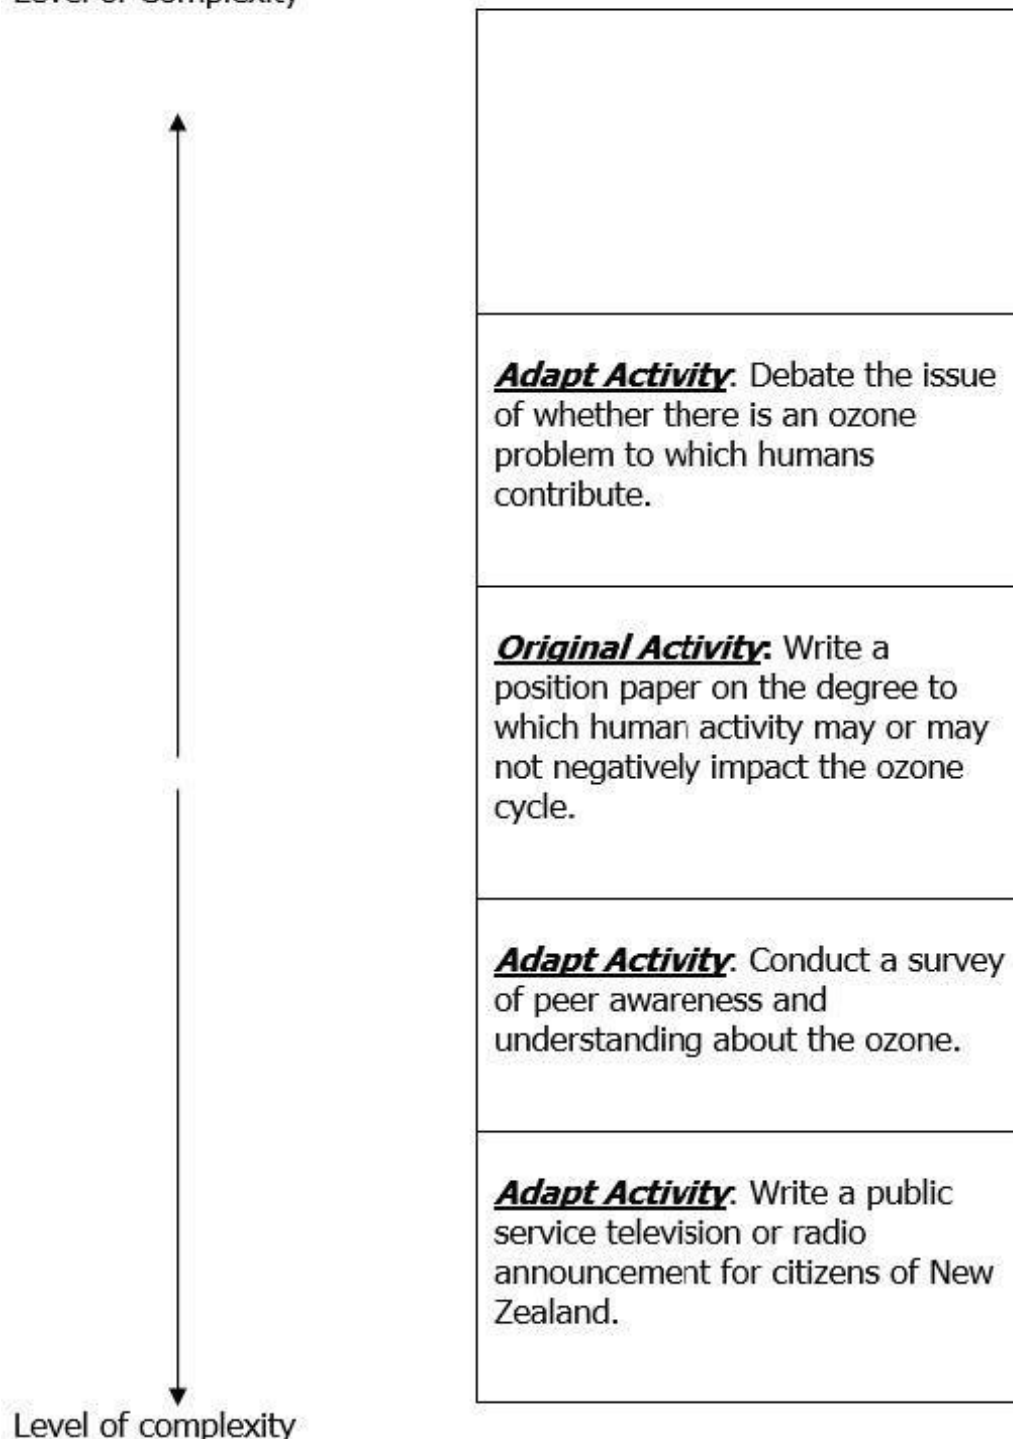 Level of Complexity
Adapt Activity: Debate the issue
of whether there is an ozone
problem to which humans
contribute.
Original Activity: Write a
position paper on the degree to
which human activity may or may
not negatively impact the ozone
cycle.
Adapt Activity: Conduct a survey
of peer awareness and
understanding about the ozone.
Adapt Activity: Write a public
service television or radio
announcement for citizens of New
Zealand.
Level of complexity